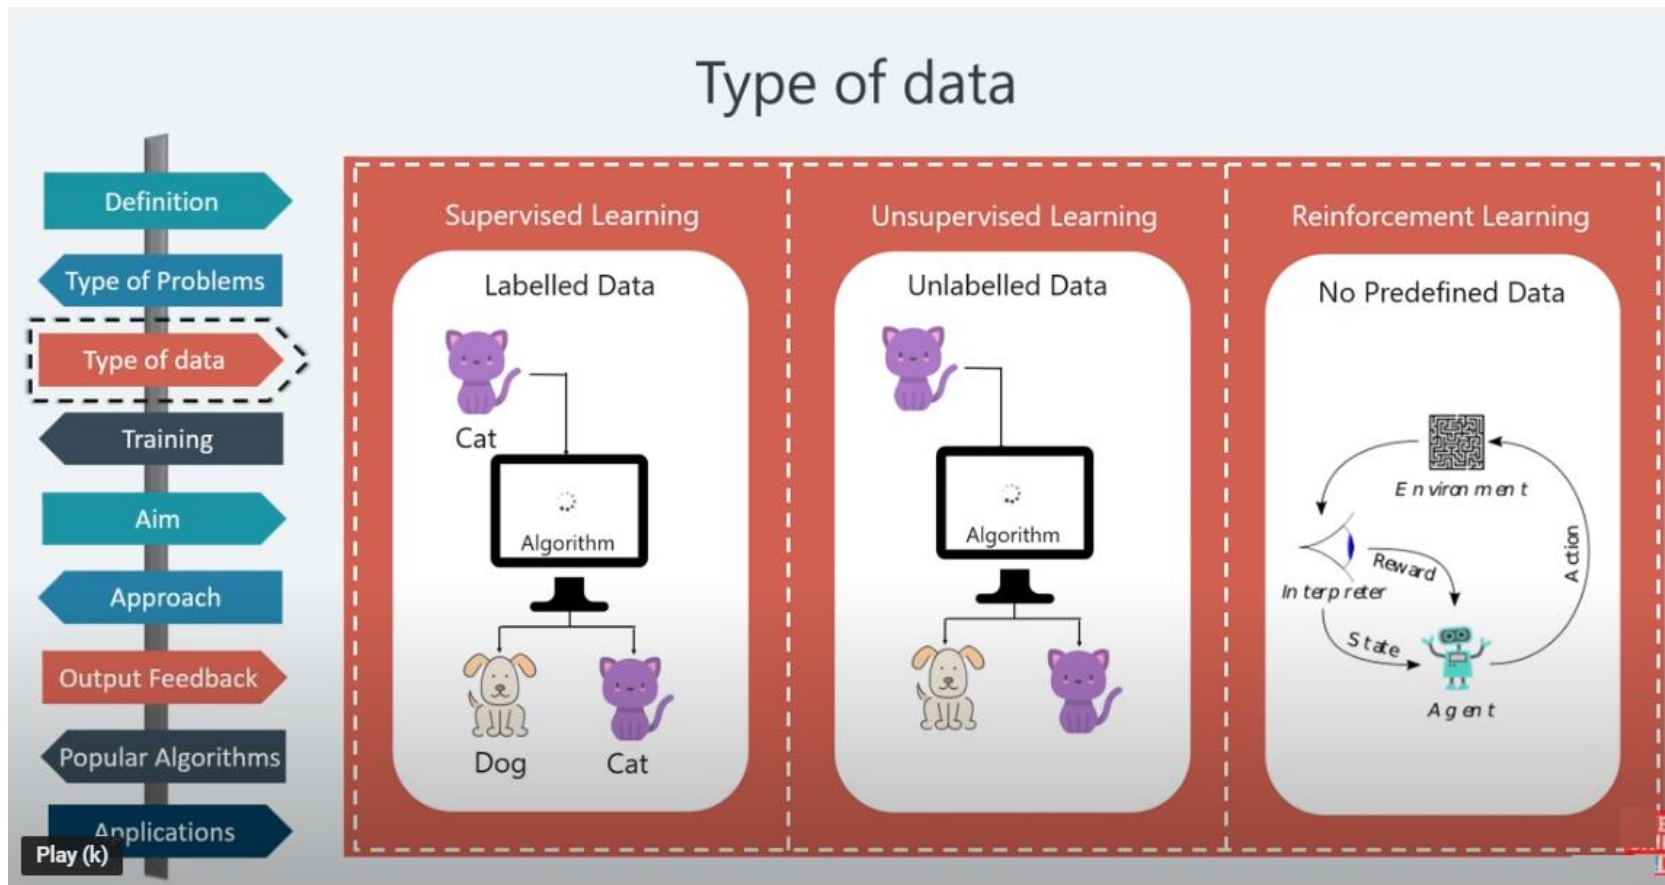 Type of data
Definition
Type of Problems
Type of data
Training
Aim
Approach
Output Feedback
Popular Algorithms
Applications
Play (k)
Supervised Learning
Labelled Data
Cat
Algorithm
Dog
Cat
Unsupervised Learning
Unlabelled Data
Algorithm
Reinforcement Learning
No Predefined Data
Environment
Reward
Action
Interpreter
State
Agent